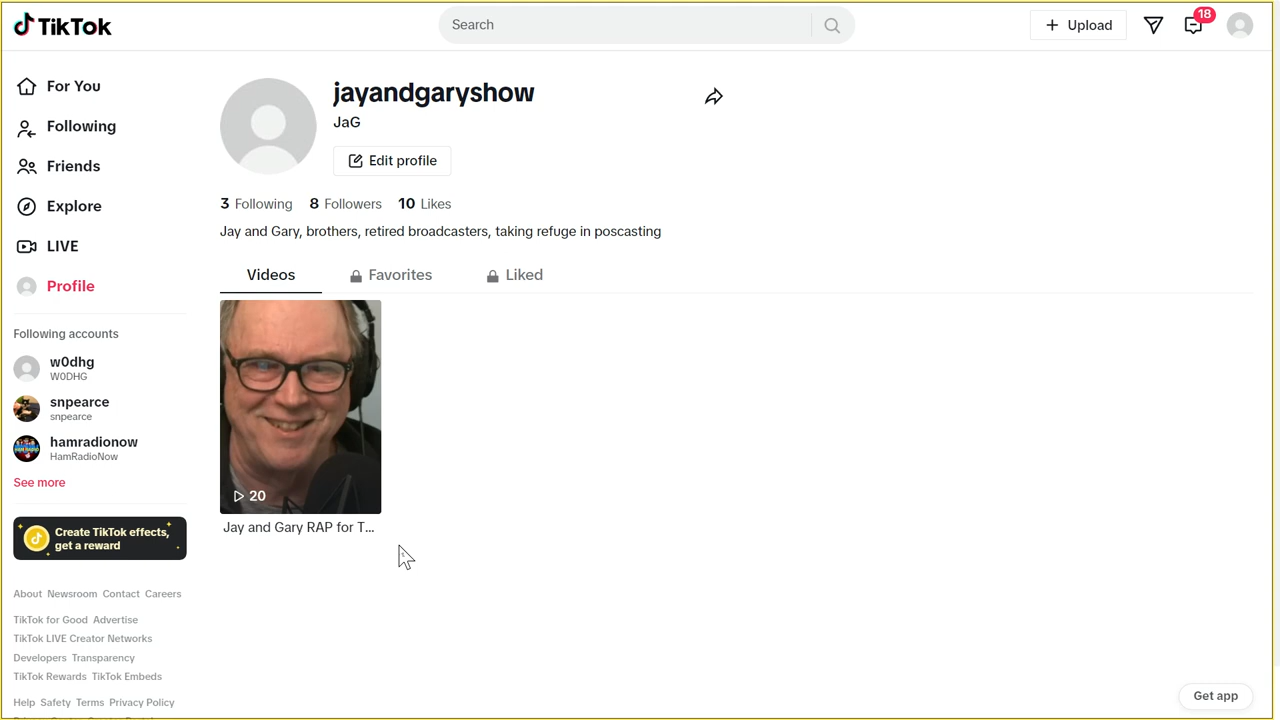 TikTok
Search
Upload
18
For You
Following
Friends
Explore
LIVE
Profile
Following accounts
w0dhg
W0DHG
snpearce
snpearce
hamradionow
HamRadioNow
See more
Create TikTok effects,
get a reward
About Newsroom Contact Careers
TikTok for Good Advertise
TikTok LIVE Creator Networks
Developers Transparency
TikTok Rewards TikTok Embeds
Help Safety Terms Privacy Policy
jayandgaryshow
JaG
Edit profile
3 Following 8 Followers 10 Likes
Jay and Gary, brothers, retired broadcasters, taking refuge in poscasting
Videos Favorites Liked
20
Jay and Gary RAP for T...
Get app